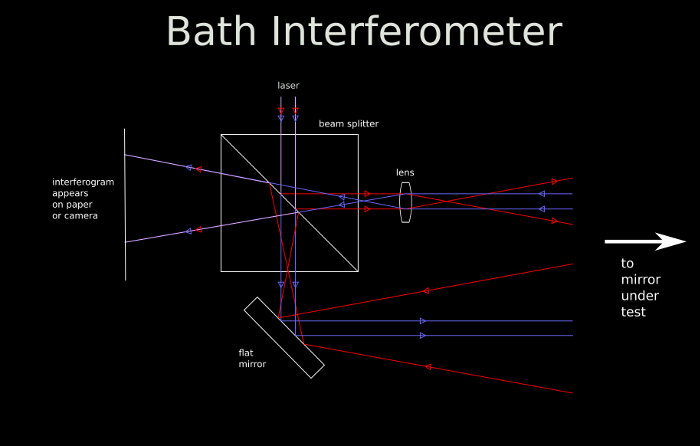 Bath Interferometer
laser
beam splitter
lens
interferogram
appears
on paper
or camera
to
mirror
under
test
flat
mirror